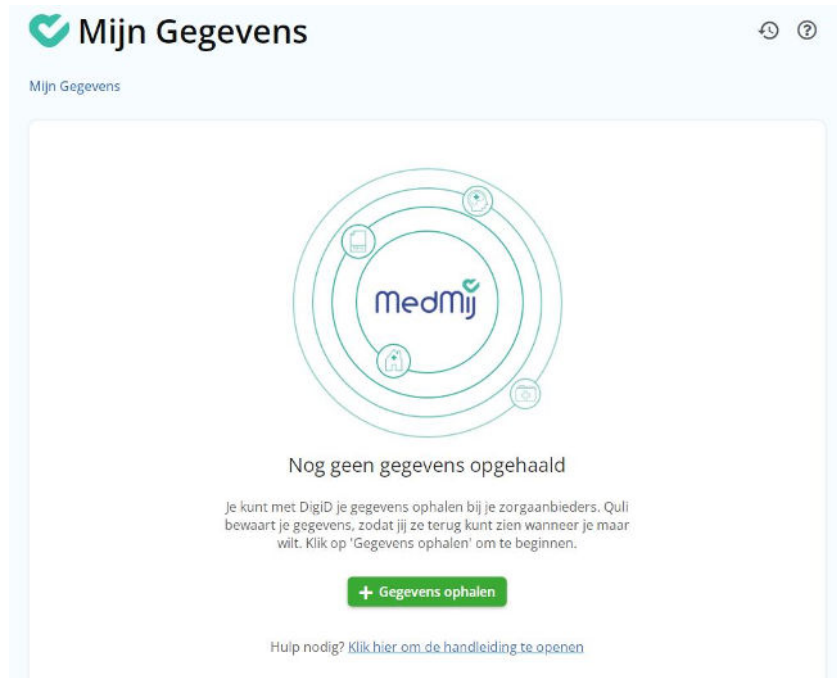 Mijn Gegevens
Mijn Gegevens
MedMij
Nog geen gegevens opgehaald
Je kunt met DigiD je gegevens ophalen bij je zorgaanbieders. Quli
bewaart je gegevens, zodat jij ze terug kunt zien wanneer je maar
wilt. Klik op 'Gegevens ophalen' om te beginnen.
+ Gegevens ophalen
Hulp nodig? Klik hier om de handleiding te openen